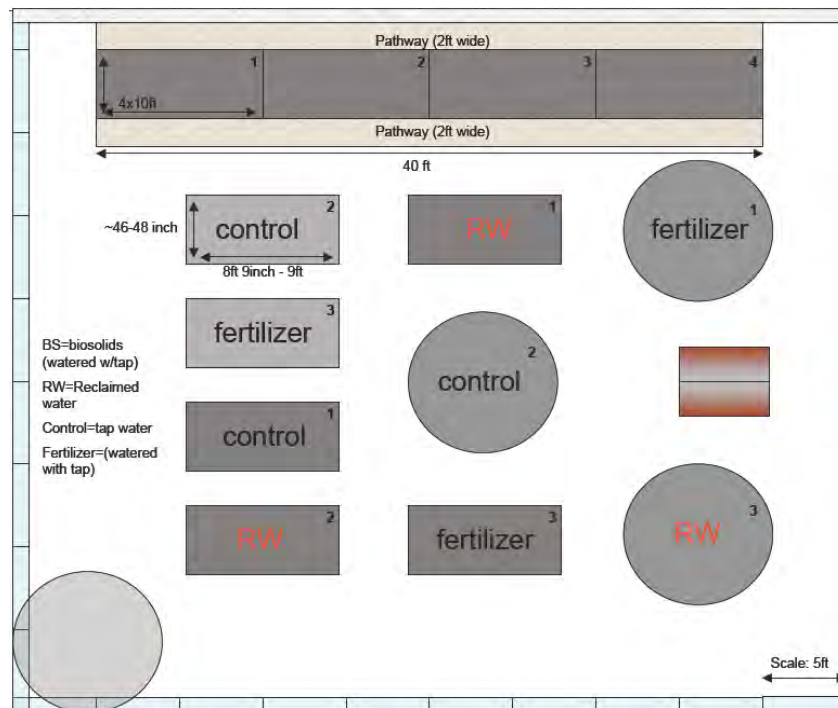 Pathway (2ft wide)
1
2
3
4
4x10ft
Pathway (2ft wide)
40 ft
~46-48 inch
control
2
8ft 9inch - 9ft
RW
1
fertilizer
1
fertilizer
3
BS=biosolids
(watered w/tap)
RW=Reclaimed
water
Control=tap water
Fertilizer=(watered
with tap)
control
2
control
1
RW
2
fertilizer
3
RW
3
Scale: 5ft